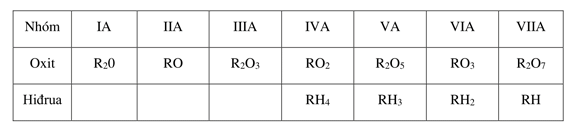 Nhóm IA IIA IIIA IVA VA VIA VIIA
Oxit R₂0 RO R₂O₃ RO₂ R₂O₅ RO₃ R₂O₇
Hiđrua RH₄ RH₃ RH₂ RH